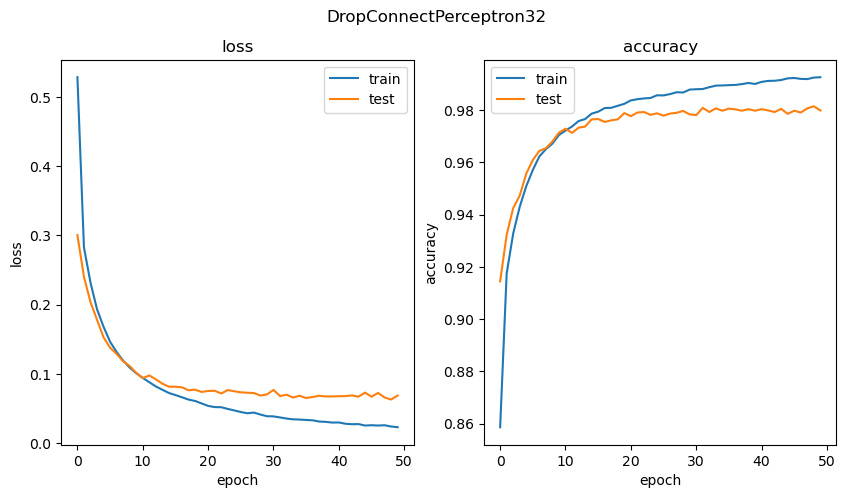 DropConnectPerceptron32
loss
train
test
0.5
0.4
0.3
0.2
0.1
0.0
loss
0 10 20 30 40 50
epoch
accuracy
train
test
0.98
0.96
0.94
0.92
0.90
0.88
0.86
accuracy
0 10 20 30 40 50
epoch